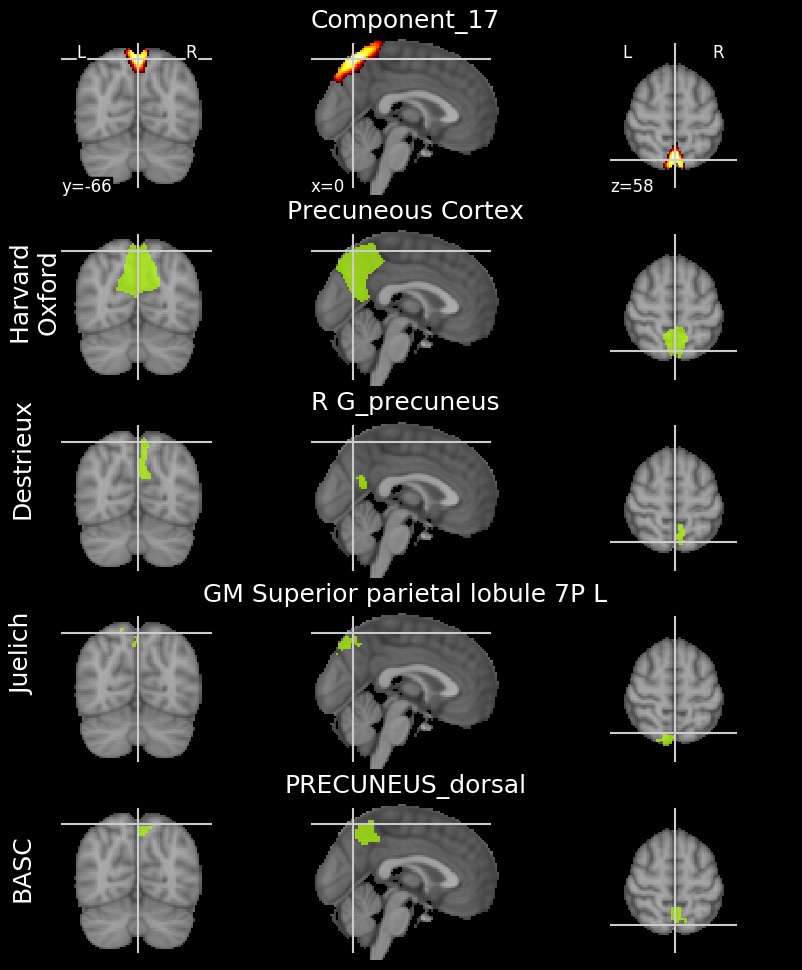 Component_17
L R
L R
y=-66
x=0
z=58
Precuneous Cortex
Harvard
Oxford
R G_precuneus
Destrieux
GM Superior parietal lobule 7P L
Juelich
PRECUNEUS_dorsal
BASC